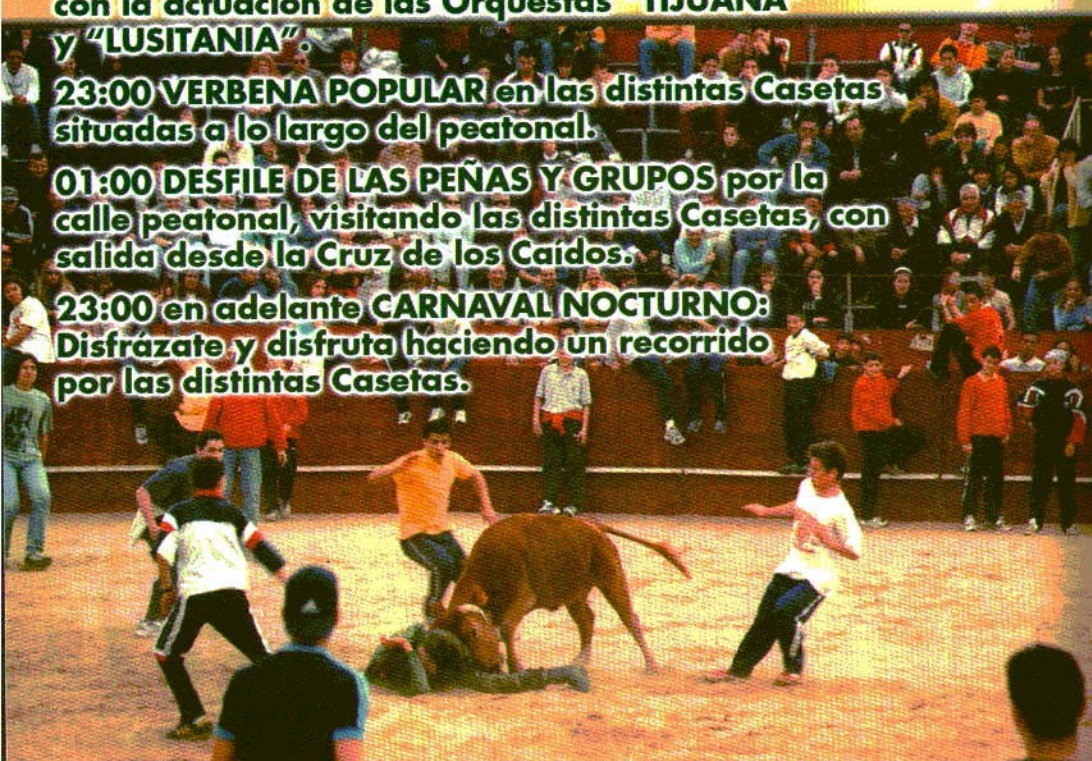 con la actuación de las Orquestas "TIJUANA"
y "LUSITANIA".
23:00 VERBENA POPULAR en las distintas Casetas
situadas a lo largo del peatonal.
01:00 DESFILE DE LAS PEÑAS Y GRUPOS por la
calle peatonal, visitando las distintas Casetas, con
salida desde la Cruz de los Caídos.
23:00 en adelante CARNAVAL NOCTURNO:
Disfrázate y disfruta haciendo un recorrido
por las distintas Casetas.